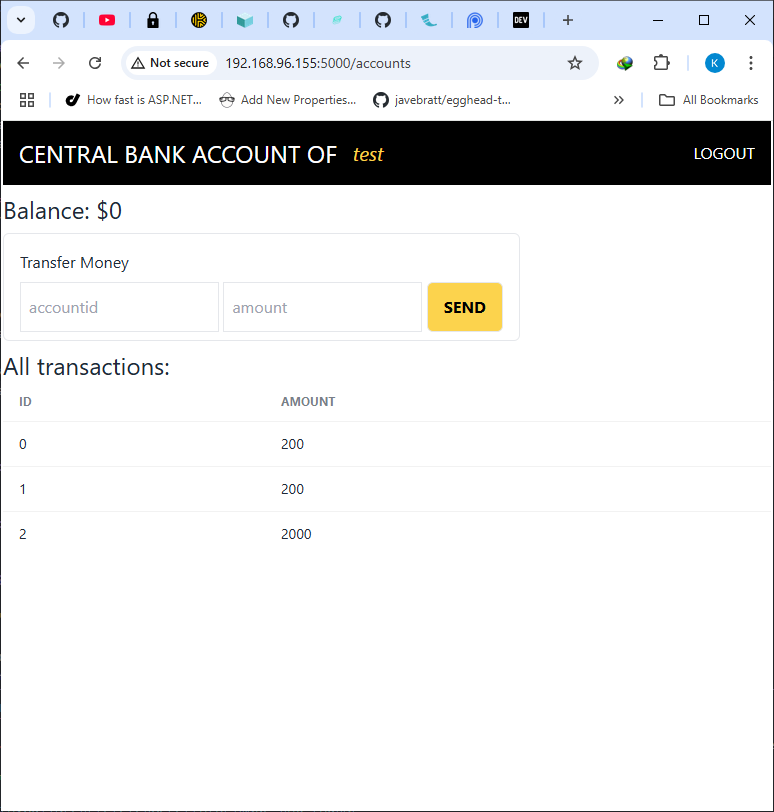 DEV
Not secure 192.168.96.155:5000/accounts K
How fast is ASP.NET... Add New Properties... javebratt/egghead-t... All Bookmarks
CENTRAL BANK ACCOUNT OF test LOGOUT
Balance: $0
Transfer Money
accountid amount SEND
All transactions:
ID AMOUNT
0 200
1 200
2 2000